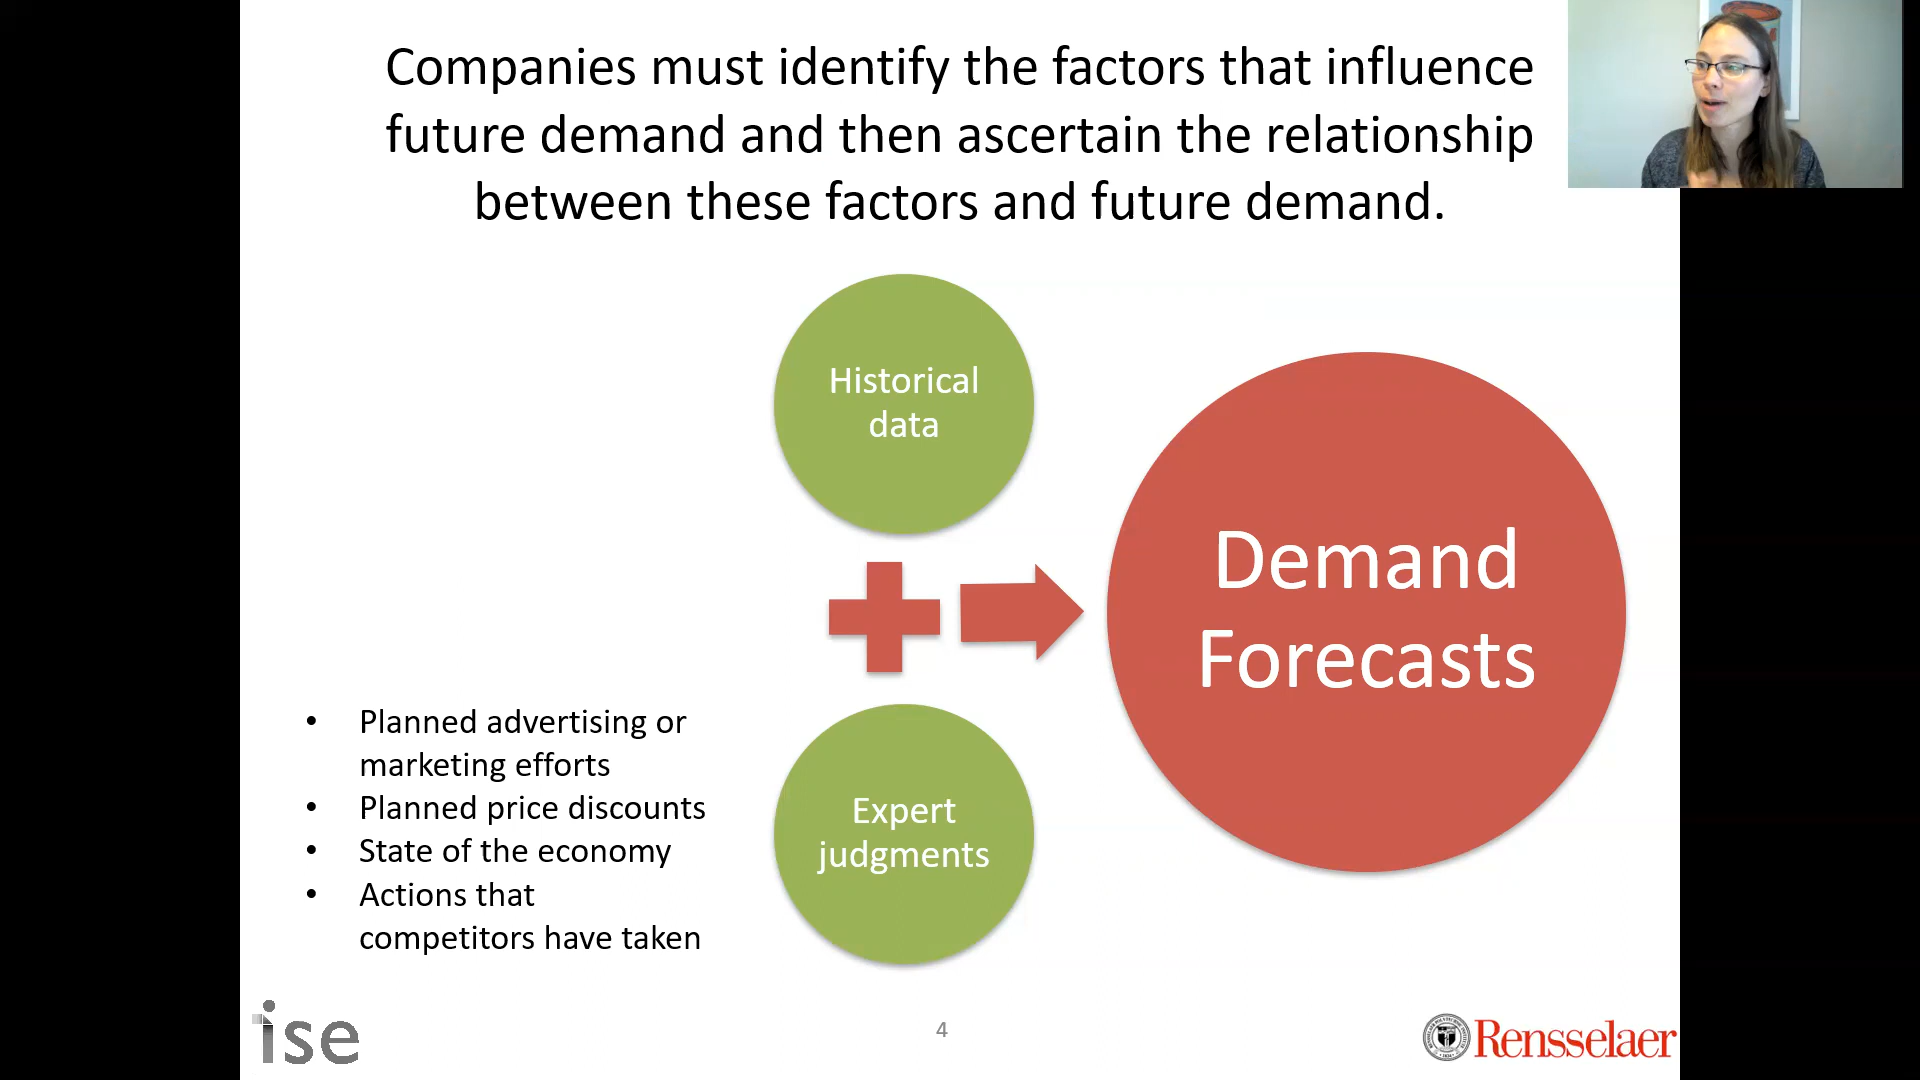 Companies must identify the factors that influence
future demand and then ascertain the relationship
between these factors and future demand.
Historical
data
Demand
Forecasts
Expert
judgments
• Planned advertising or
marketing efforts
• Planned price discounts
• State of the economy
• Actions that
competitors have taken
ise
4
Rensselaer